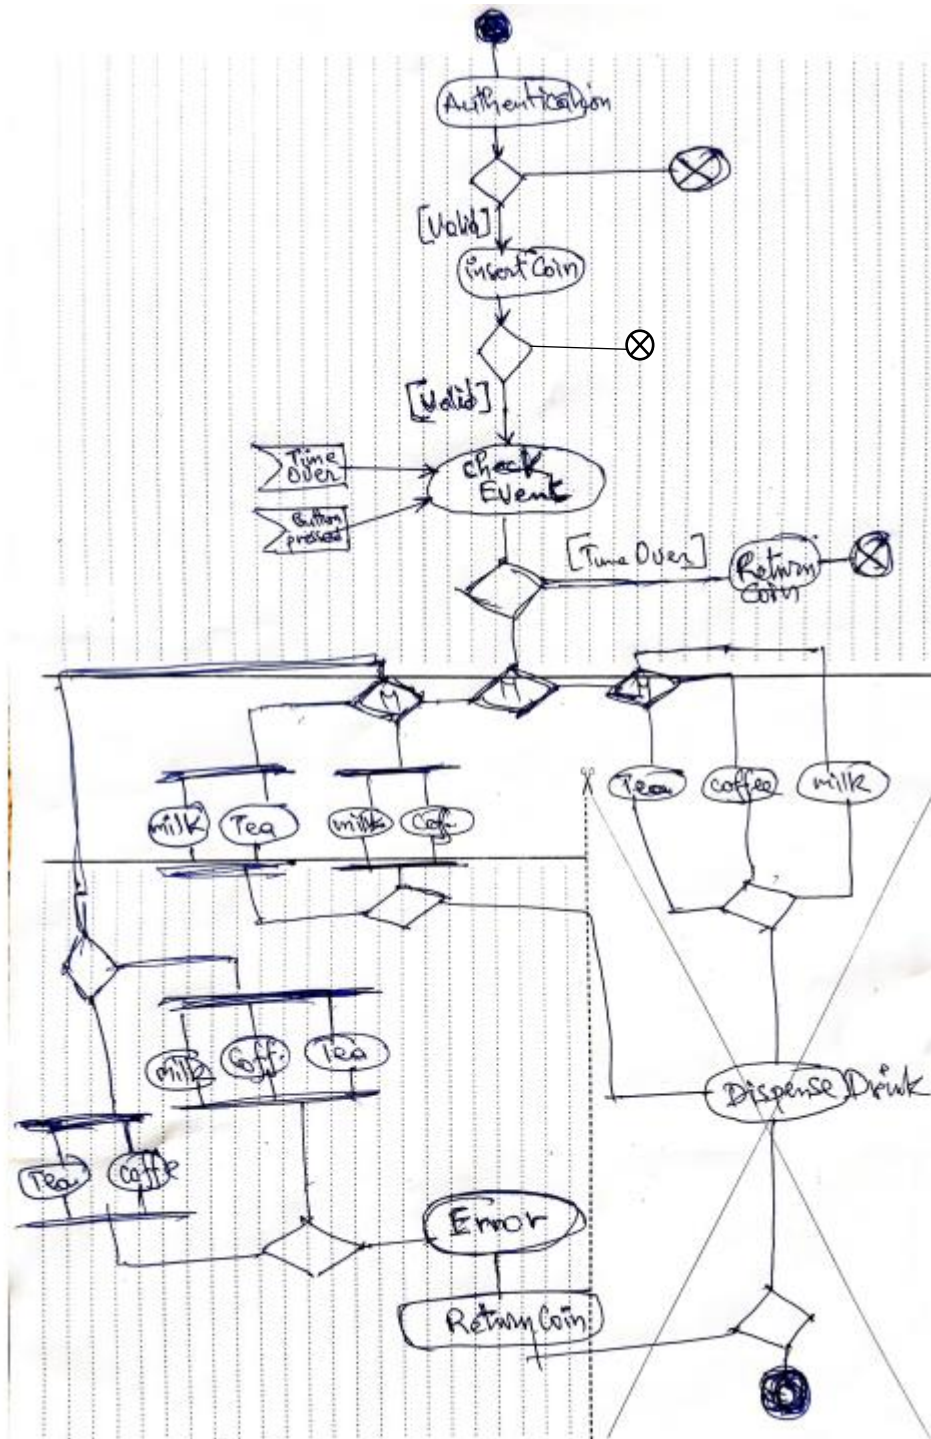 Authentication
[Valid]
insert Coin
[Valid]
Time
Over
check
Event
Button
pressed
[Time Over]
Return
Coin
M
M
M
milk
Tea
milk
Coff.
Tea
coffee
milk
milk
Coff.
Tea
Dispense Drink
Tea
Coffe
Error
Return Coin